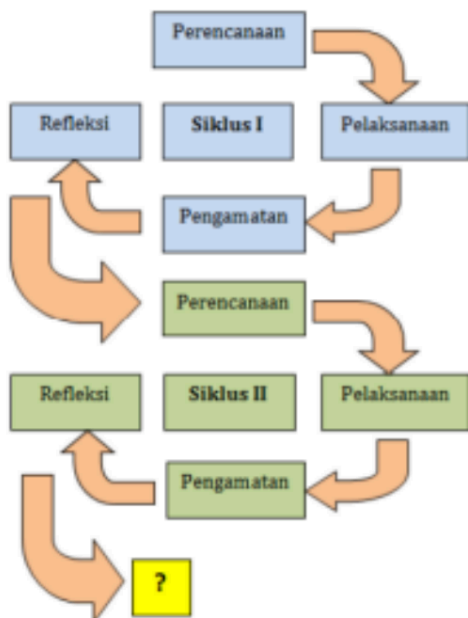 Perencanaan
Refleksi
Siklus I
Pelaksanaan
Pengamatan
Perencanaan
Refleksi
Siklus II
Pelaksanaan
Pengamatan
?